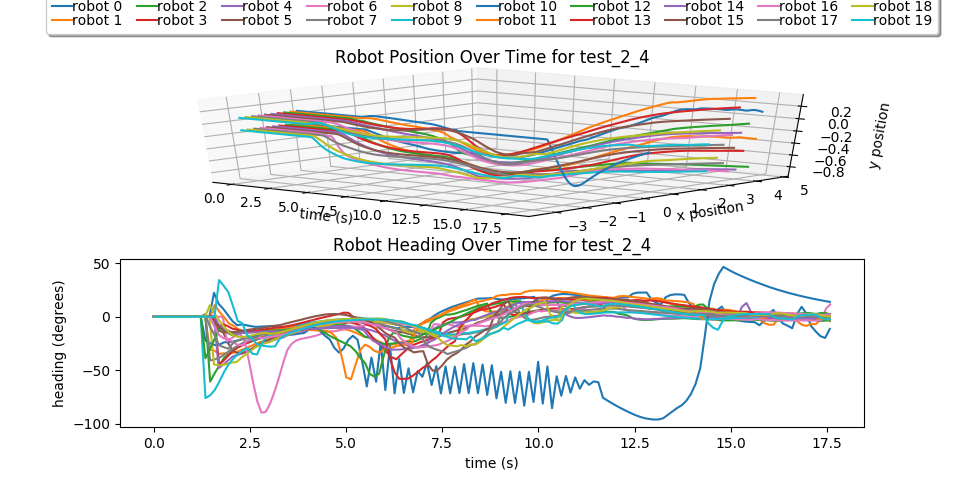 robot 0 robot 2 robot 4 robot 6 robot 8 robot 10 robot 12 robot 14 robot 16 robot 18
robot 1 robot 3 robot 5 robot 7 robot 9 robot 11 robot 13 robot 15 robot 17 robot 19
Robot Position Over Time for test_2_4
0.2
0.0
−0.2
−0.4
−0.6
−0.8
y position
0.0 2.5 5.0 7.5 10.0 12.5 15.0 17.5
time (s)
−3 −2 −1 0 1 2 3 4 5
x position
Robot Heading Over Time for test_2_4
50
0
−50
−100
heading (degrees)
0.0 2.5 5.0 7.5 10.0 12.5 15.0 17.5
time (s)